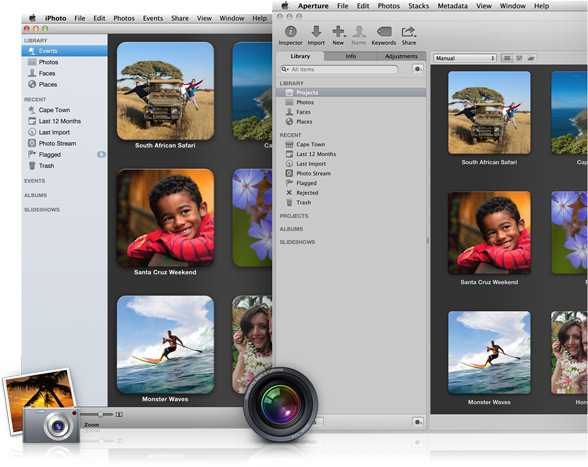 iPhoto File Edit Photos Events Share View Window Help
LIBRARY
Events
Photos
Faces
Places
RECENT
Cape Town
Last 12 Months
Last Import
Photo Stream
Flagged
Trash
EVENTS
ALBUMS
SLIDESHOWS
South African Safari
Santa Cruz Weekend
Monster Waves
Zoom
Aperture File Edit Photos Stacks Metadata View Window Help
Inspector Import New Name Keywords Share
Library Info Adjustments
All Items
Manual
LIBRARY
Projects
Photos
Faces
Places
RECENT
Cape Town
Last 12 Months
Last Import
Photo Stream
Flagged
Rejected
Trash
PROJECTS
ALBUMS
SLIDESHOWS
South African Safari
Santa Cruz Weekend
Monster Waves